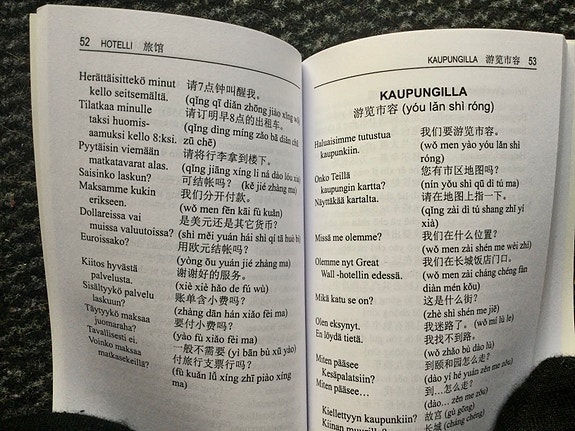 52 HOTELLI 旅馆
Herättäisittekö minut 请7点钟叫醒我。
kello seitsemältä. (qǐng qī diǎn zhōng jiào xǐng wǒ)
Tilatkaa minulle 请订明早8点的出租车。
taksi huomis- (qǐng dìng míng zǎo bā diǎn chū
aamuksi kello 8:ksi. zū chē)
Pyytäisin viemään 请将行李拿到楼下。
matkatavarat alas. (qǐng jiāng xíng lǐ ná dào lóu xià)
Saisinko laskun? 可结帐吗? (kě jié zhàng ma)
Maksamme kukin 我们分开付款。
erikseen. (wǒ men fēn kāi fù kuǎn)
Dollareissa vai 是美元还是其它货币?
muissa valuutoissa? (shì měi yuán hái shì qí tā huò bì)
Euroissako? 用欧元结帐吗?
(yòng ōu yuán jié zhàng ma)
Kiitos hyvästä 谢谢好的服务。
palvelusta. (xiè xiè hǎo de fú wù)
Sisältyykö palvelu 账单含小费吗?
laskuun? (zhàng dān hán xiǎo fèi ma)
Täytyykö maksaa 要付小费吗?
juomaraha? (yào fù xiǎo fèi ma)
Tavallisesti ei. 一般不需要 (yì bān bù xū yào)
Voinko maksaa 付旅行支票行吗?
matkasekeillä? (fù kuǎn lǚ xíng zhī piào xíng
ma)
KAUPUNGILLA 游览市容 53
KAUPUNGILLA
游览市容 (yóu lǎn shì róng)
Haluaisimme tutustua 我们要游览市容。
kaupunkiin. (wǒ men yào yóu lǎn shì
róng)
Onko Teillä 您有市区地图吗?
kaupungin kartta? (nín yǒu shì qū dì tú ma)
Näyttäkää kartalta. 请在地图上指一下。
(qǐng zài dì tú shang zhǐ yí
xià)
Missä me olemme? 我们在什么位置?
(wǒ men zài shén me wèi zhì)
Olemme nyt Great 我们在长城饭店门口。
Wall -hotellin edessä. (wǒ men zài cháng chéng fàn
diàn mén kǒu)
Mikä katu se on? 这是什么街?
(zhè shì shén me jiē)
Olen eksynyt. 我迷路了。 (wǒ mí lù le)
En löydä tietä. 我找不到路。
(wǒ zhǎo bù dào lù)
Miten pääsee 到颐和园怎么走?
Kesäpalatsiin? (dào yí hé yuán zěn me zǒu)
Miten pääsee… 到…怎么走?
(dào… zěn me zǒu)
Kiellettyyn kaupunkiin? 故宫 (gù gōng)
Kiinan muurille? 长城 (cháng chéng)